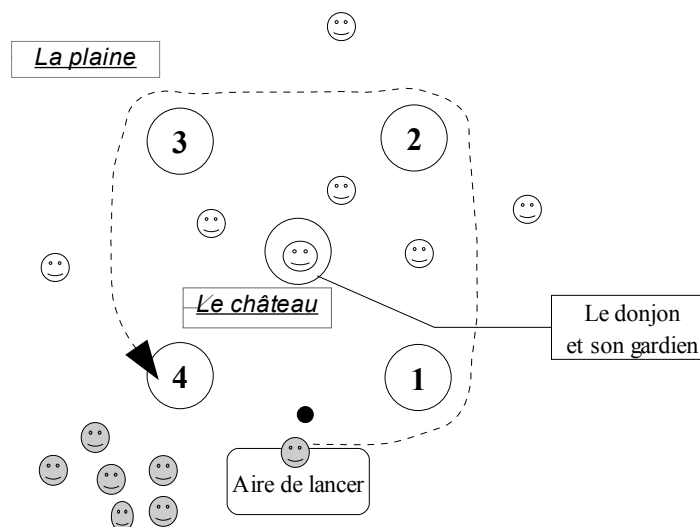 La plaine
3
2
Le château
Le donjon
et son gardien
4
1
Aire de lancer